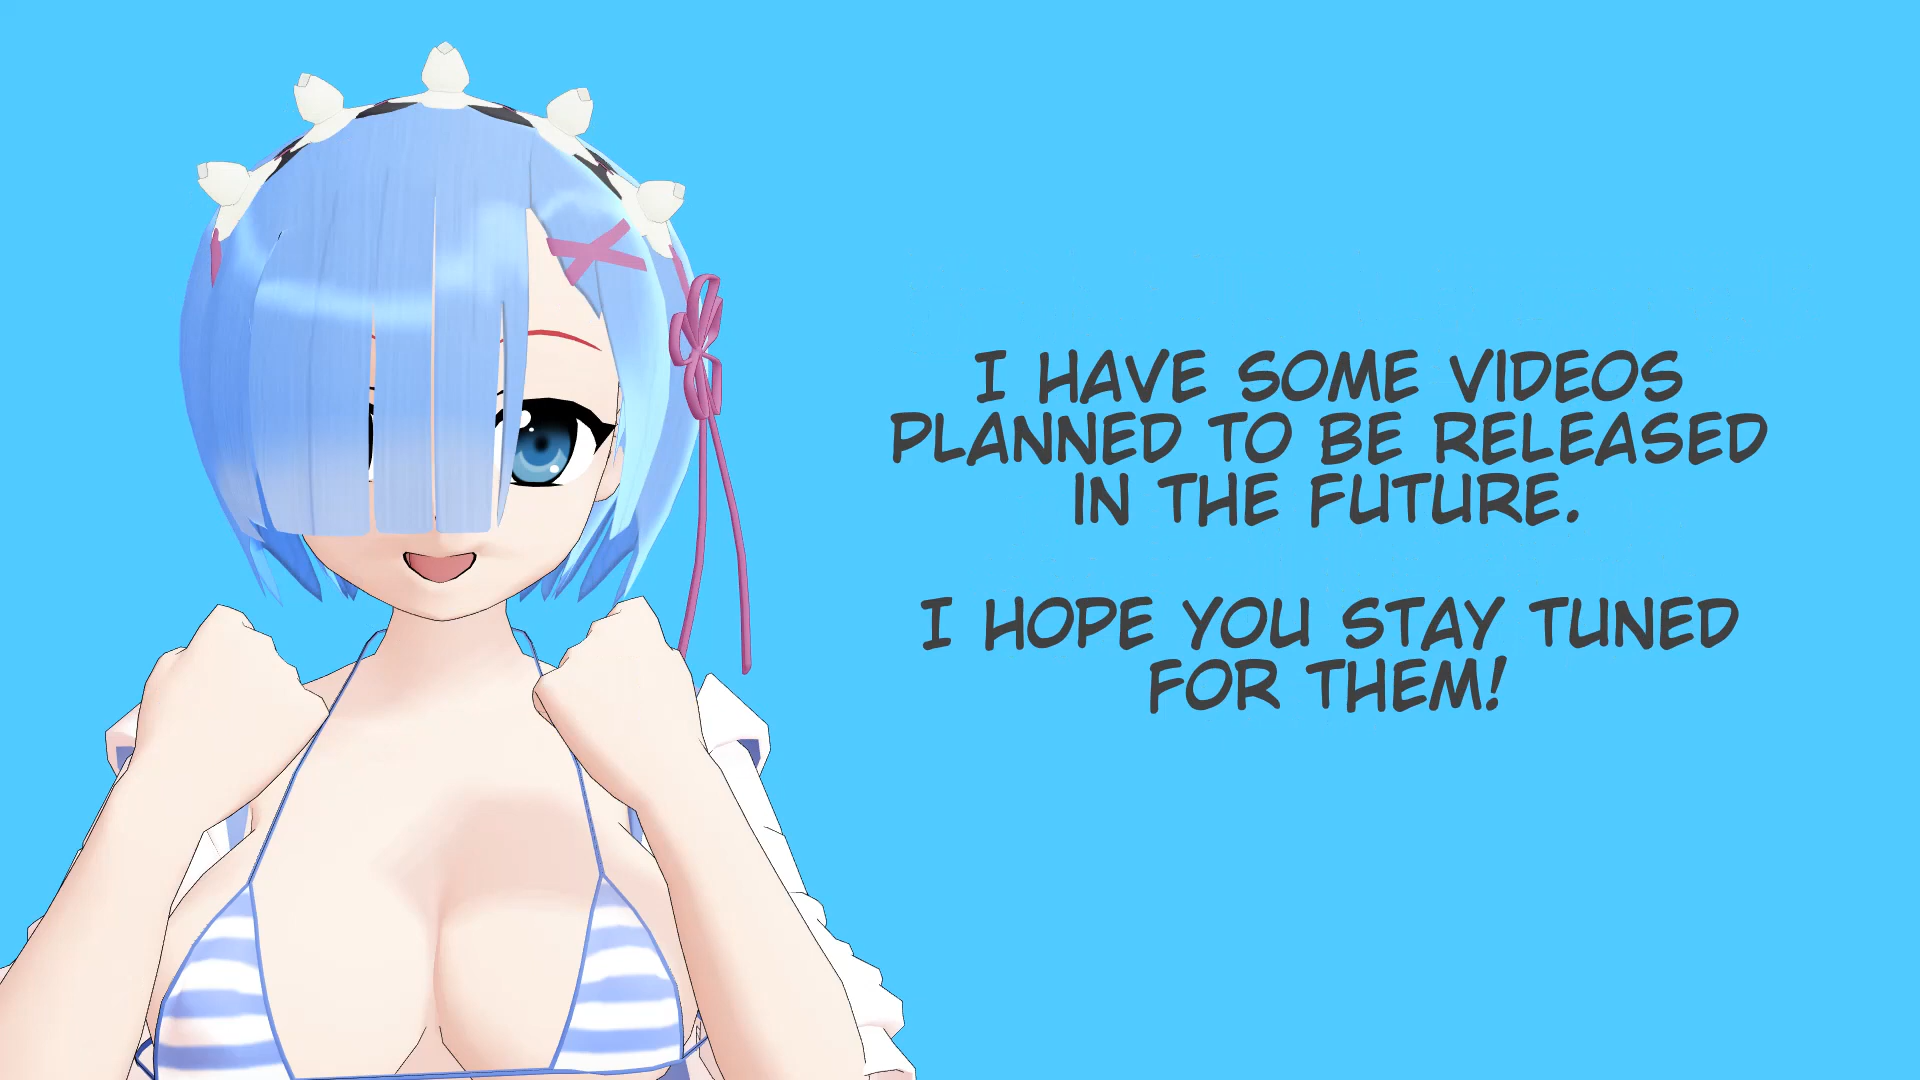 I HAVE SOME VIDEOS
PLANNED TO BE RELEASED
IN THE FUTURE.
I HOPE YOU STAY TUNED
FOR THEM!